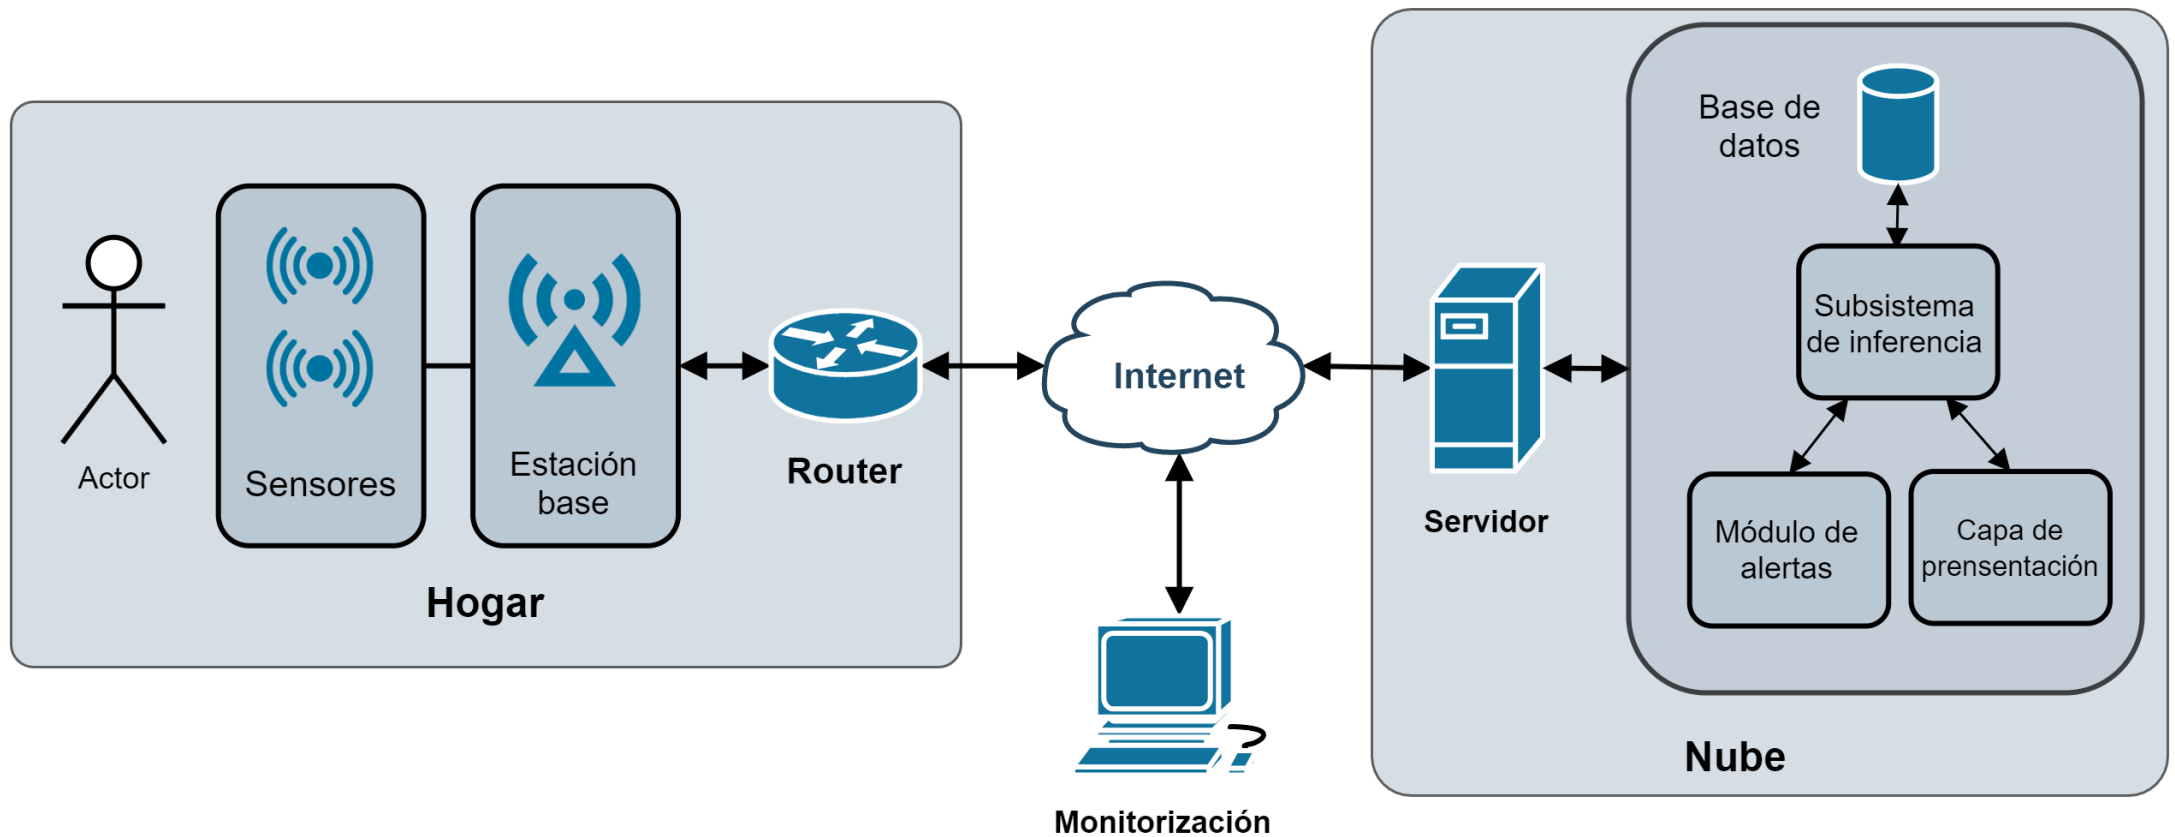 Actor
Sensores
Estación
base
Router
Hogar
Internet
Monitorización
Servidor
Base de
datos
Subsistema
de inferencia
Módulo de
alertas
Capa de
prensentación
Nube